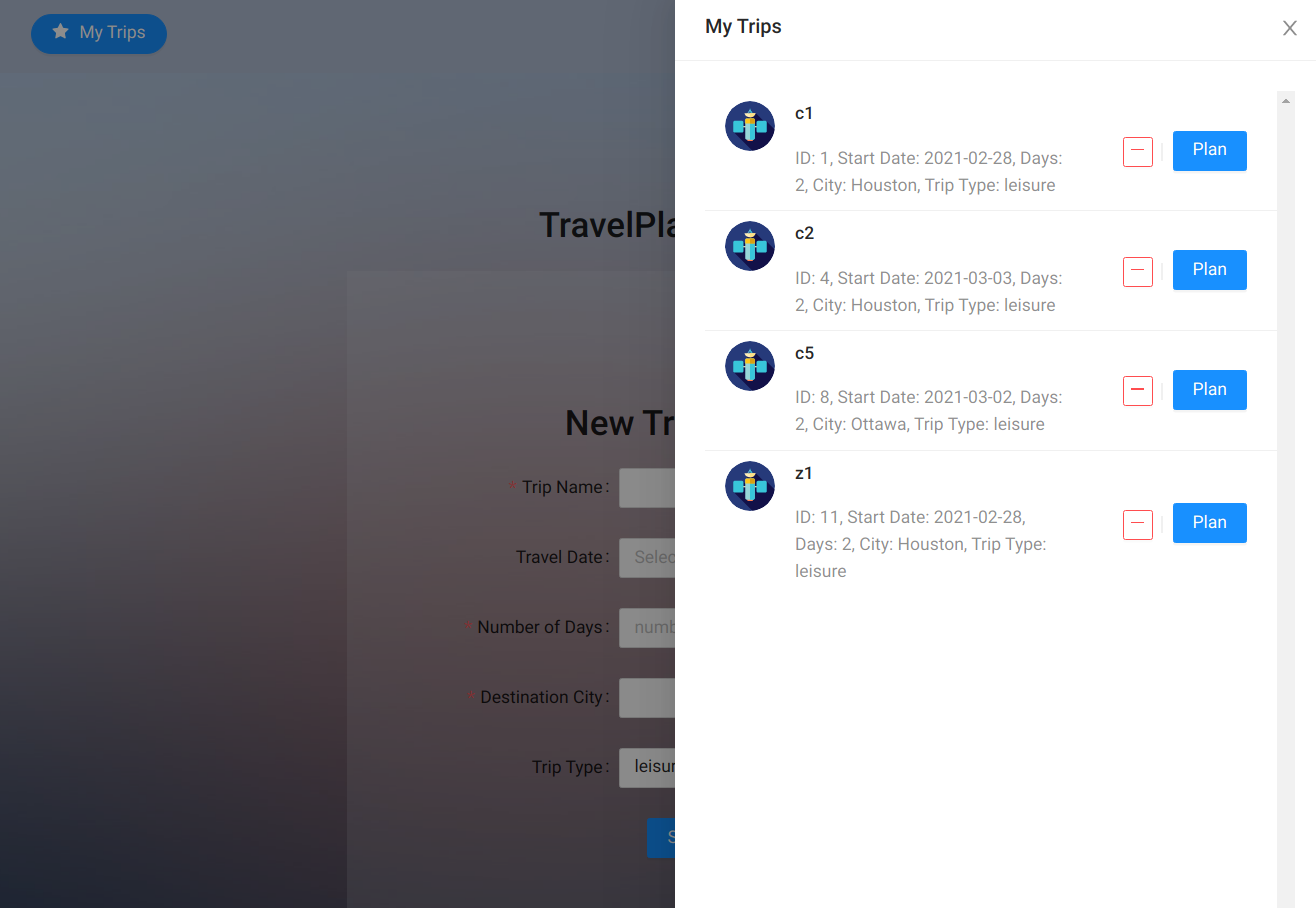 My Trips
TravelPla
New Tr
* Trip Name:
Travel Date:
Selec
* Number of Days:
numb
* Destination City:
Trip Type:
leisur
S
My Trips
c1
ID: 1, Start Date: 2021-02-28, Days:
2, City: Houston, Trip Type: leisure
Plan
c2
ID: 4, Start Date: 2021-03-03, Days:
2, City: Houston, Trip Type: leisure
Plan
c5
ID: 8, Start Date: 2021-03-02, Days:
2, City: Ottawa, Trip Type: leisure
Plan
z1
ID: 11, Start Date: 2021-02-28,
Days: 2, City: Houston, Trip Type:
leisure
Plan